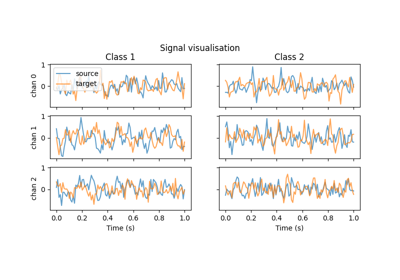 Signal visualisation
Class 1
Class 2
source
target
chan 0
1
0
chan 1
1
0
chan 2
1
0
0.0 0.2 0.4 0.6 0.8 1.0
0.0 0.2 0.4 0.6 0.8 1.0
Time (s)
Time (s)